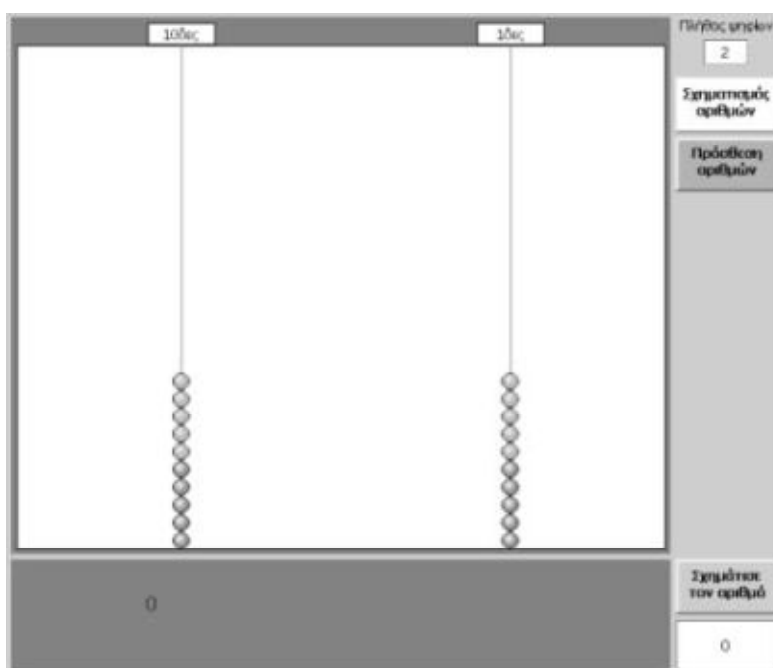 10δες
1δες
Πλήθος ψηφίων
2
Σχηματισμός
αριθμών
Πρόσθεση
αριθμών
0
Σχημάτισε
τον αριθμό
0